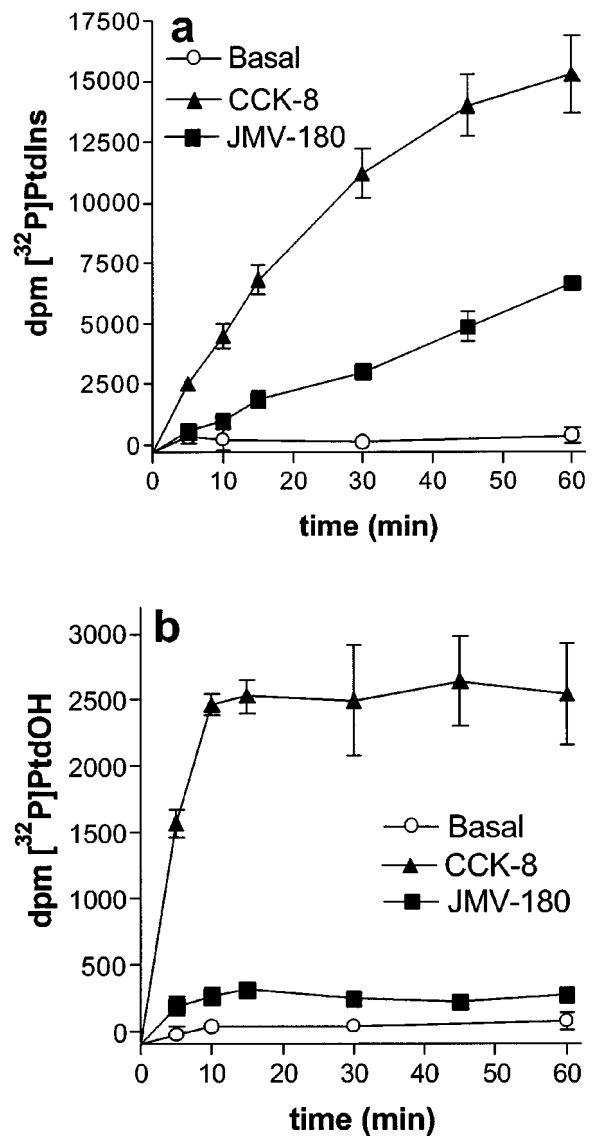 a
Basal
CCK-8
JMV-180
17500
15000
12500
10000
7500
5000
2500
0
dpm [³²P]PtdIns
0 10 20 30 40 50 60
time (min)
b
3000
2500
2000
1500
1000
500
0
dpm [³²P]PtdOH
Basal
CCK-8
JMV-180
0 10 20 30 40 50 60
time (min)